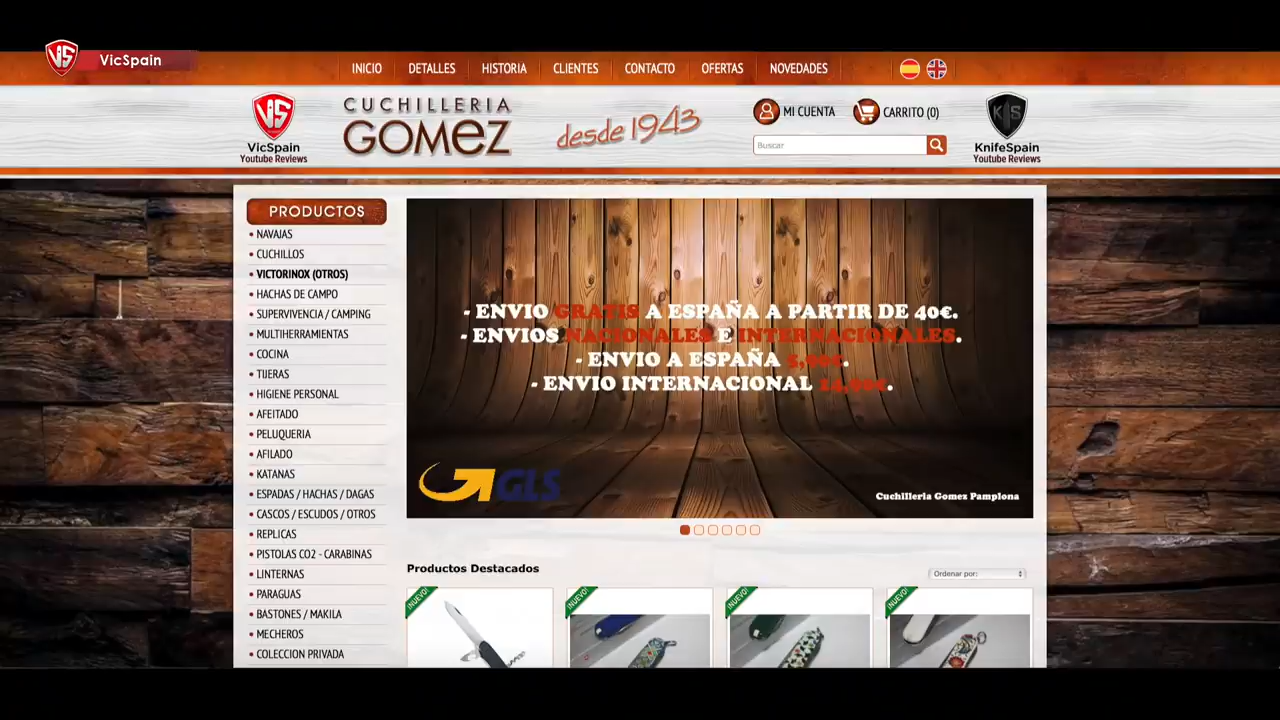 VicSpain
INICIO DETALLES HISTORIA CLIENTES CONTACTO OFERTAS NOVEDADES
VS
VicSpain
Youtube Reviews
CUCHILLERIA
GOMEZ
desde 1943
MI CUENTA CARRITO (0)
Buscar
KS
KnifeSpain
Youtube Reviews
PRODUCTOS
• NAVAJAS
• CUCHILLOS
• VICTORINOX (OTROS)
• HACHAS DE CAMPO
• SUPERVIVENCIA / CAMPING
• MULTIHERRAMIENTAS
• COCINA
• TIJERAS
• HIGIENE PERSONAL
• AFEITADO
• PELUQUERIA
• AFILADO
• KATANAS
• ESPADAS / HACHAS / DAGAS
• CASCOS / ESCUDOS / OTROS
• REPLICAS
• PISTOLAS CO2 - CARABINAS
• LINTERNAS
• PARAGUAS
• BASTONES / MAKILA
• MECHEROS
• COLECCION PRIVADA
- ENVIO GRATIS A ESPAÑA A PARTIR DE 40€.
- ENVIOS NACIONALES E INTERNACIONALES.
- ENVIO A ESPAÑA 5,00€.
- ENVIO INTERNACIONAL
GLS
Cuchilleria Gomez Pamplona
Productos Destacados
Ordenar por:
¡NUEVO! ¡NUEVO! ¡NUEVO! ¡NUEVO!